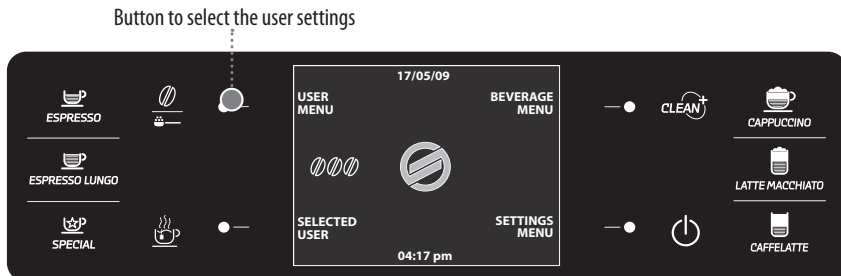 Button to select the user settings
17/05/09
USER
MENU
BEVERAGE
MENU
ESPRESSO
CLEAN+
CAPPUCCINO
ESPRESSO LUNGO
LATTE MACCHIATO
SELECTED
USER
SETTINGS
MENU
SPECIAL
CAFFELATTE
04:17 pm